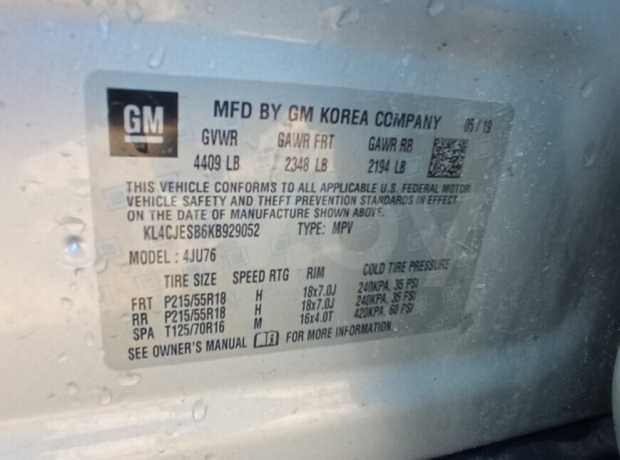 GM
MFD BY GM KOREA COMPANY 05/19
GVWR GAWR FRT GAWR RR
4409 LB 2348 LB 2194 LB
THIS VEHICLE CONFORMS TO ALL APPLICABLE U.S. FEDERAL MOTOR
VEHICLE SAFETY AND THEFT PREVENTION STANDARDS IN EFFECT
ON THE DATE OF MANUFACTURE SHOWN ABOVE.
KL4CJESB6KB929052 TYPE: MPV
MODEL: 4JU76
TIRE SIZE SPEED RTG RIM COLD TIRE PRESSURE
FRT P215/55R18 H 18x7.0J 240KPA, 35 PSI
RR P215/55R18 H 18x7.0J 240KPA, 35 PSI
SPA T125/70R16 M 16x4.0T 420KPA, 60 PSI
SEE OWNER'S MANUAL FOR MORE INFORMATION.